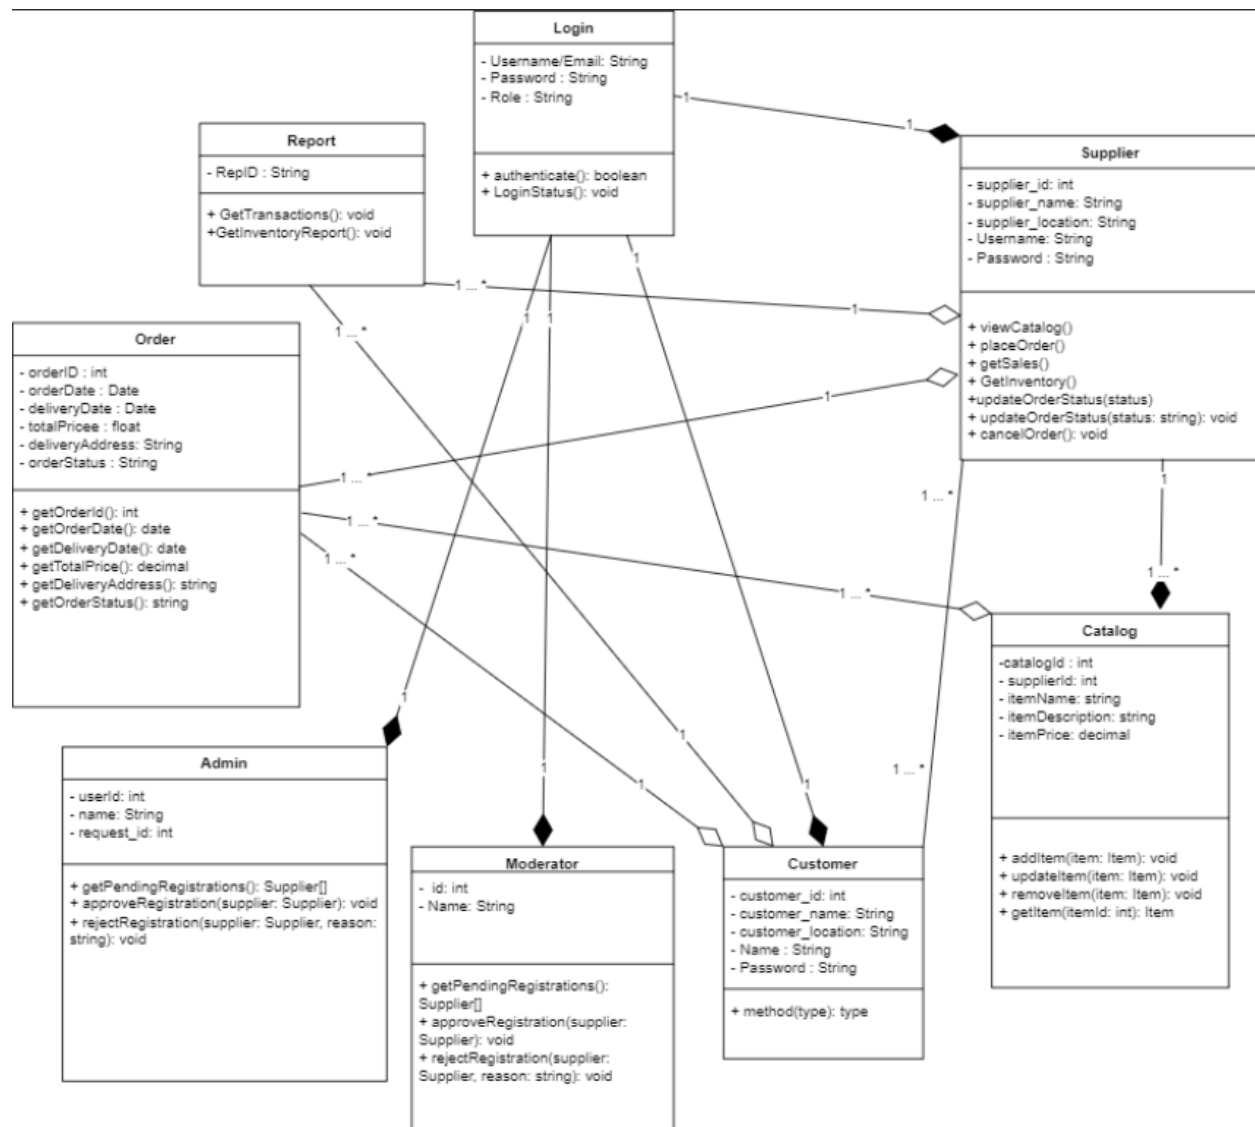 Login
- Username/Email: String
- Password : String
- Role : String
+ authenticate(): boolean
+ LoginStatus(): void
Report
- RepID : String
+ GetTransactions(): void
+GetInventoryReport(): void
Supplier
- supplier_id: int
- supplier_name: String
- supplier_location: String
- Username: String
- Password : String
+ viewCatalog()
+ placeOrder()
+ getSales()
+ GetInventory()
+updateOrderStatus(status)
+ updateOrderStatus(status: string): void
+ cancelOrder(): void
Order
- orderID : int
- orderDate : Date
- deliveryDate : Date
- totalPricee : float
- deliveryAddress: String
- orderStatus : String
+ getOrderId(): int
+ getOrderDate(): date
+ getDeliveryDate(): date
+ getTotalPrice(): decimal
+ getDeliveryAddress(): string
+ getOrderStatus(): string
1
1
1
1
1
1 ... *
1
1 ... *
1
1 ... *
1 ... *
1 ... *
1 ... *
1
1 ... *
1 ... *
1
1
1
1
1
1 ... *
Catalog
-catalogId : int
- supplierId: int
- itemName: string
- itemDescription: string
- itemPrice: decimal
+ addItem(item: Item): void
+ updateItem(item: Item): void
+ removeItem(item: Item): void
+ getItem(itemId: int): Item
Admin
- userId: int
- name: String
- request_id: int
+ getPendingRegistrations(): Supplier[]
+ approveRegistration(supplier: Supplier): void
+ rejectRegistration(supplier: Supplier, reason:
string): void
Moderator
- id: int
- Name: String
+ getPendingRegistrations():
Supplier[]
+ approveRegistration(supplier:
Supplier): void
+ rejectRegistration(supplier:
Supplier, reason: string): void
Customer
- customer_id: int
- customer_name: String
- customer_location: String
- Name : String
- Password : String
+ method(type): type